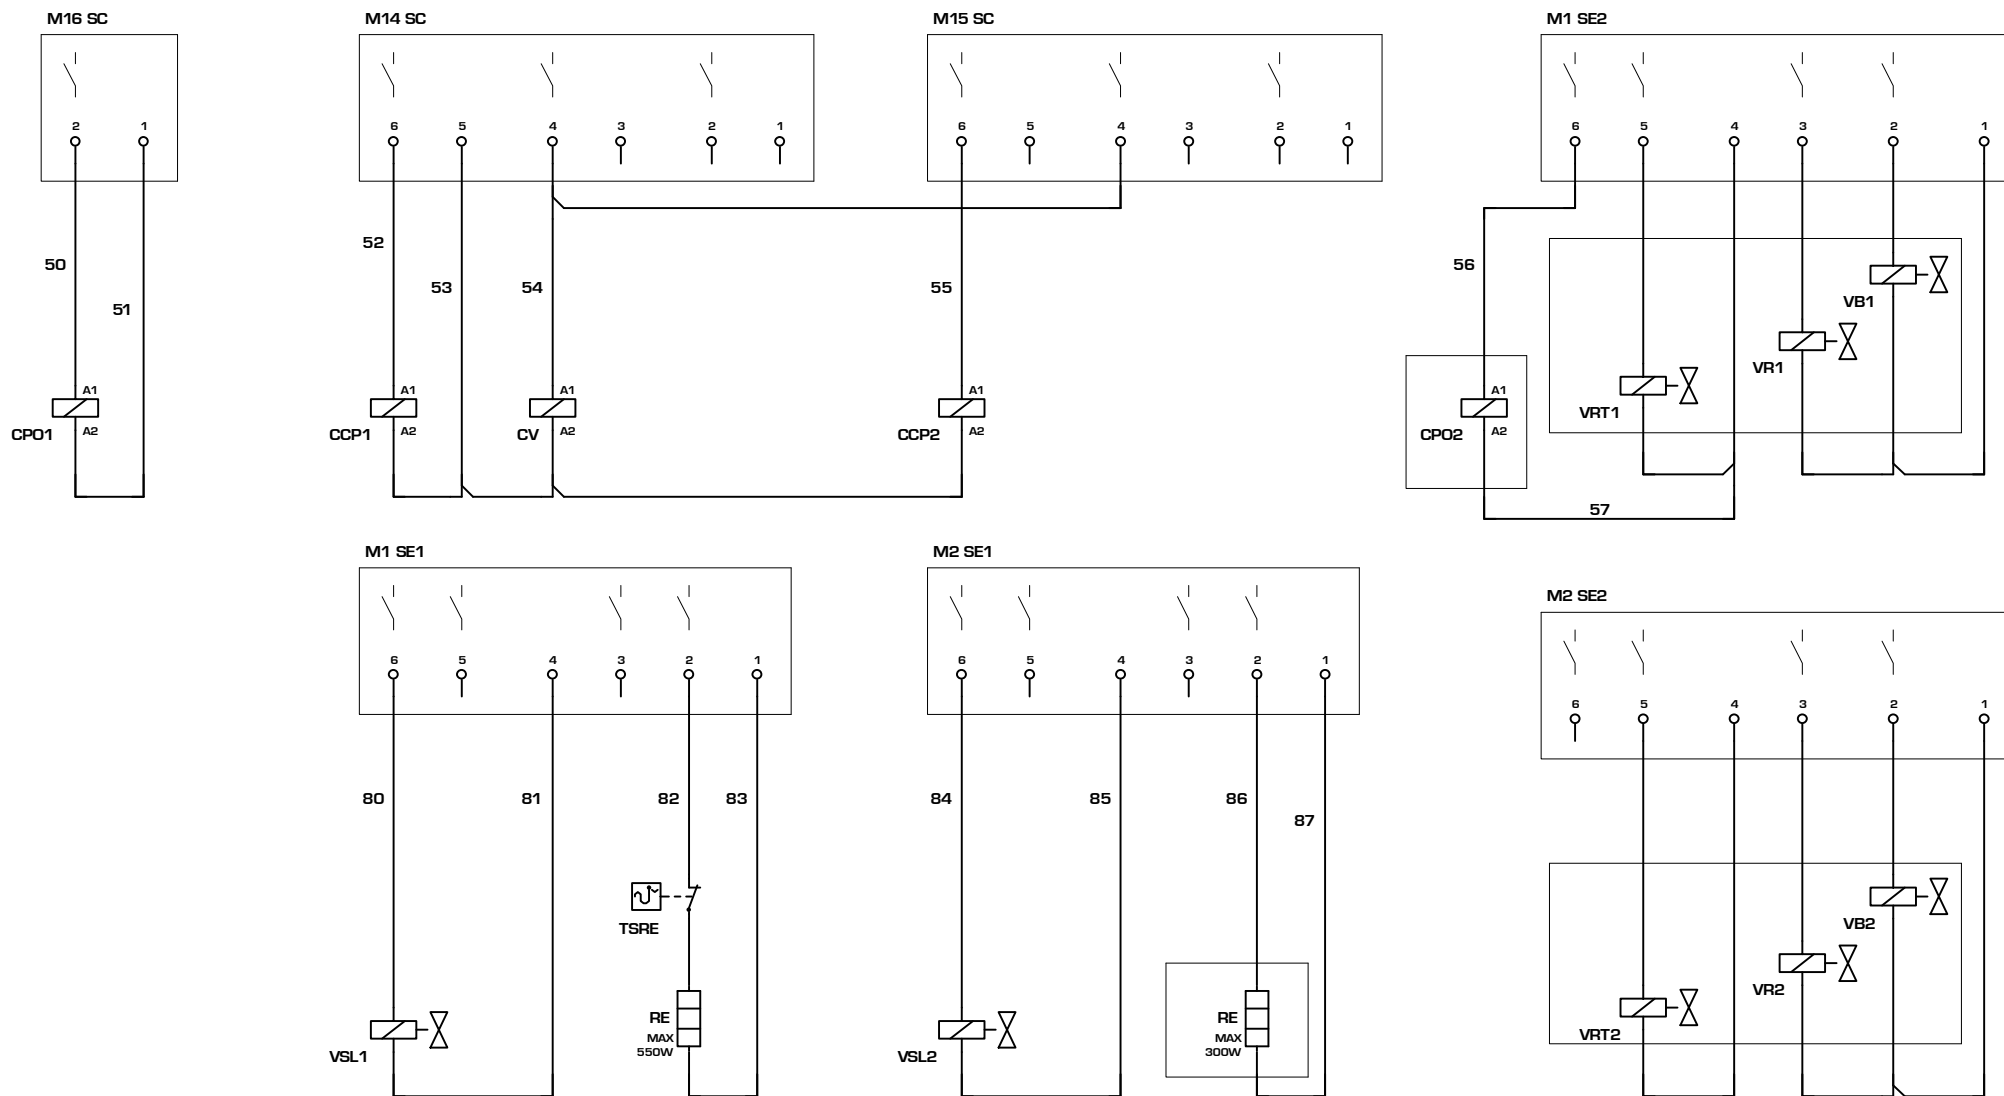 M16 SC
M14 SC
M15 SC
M1 SE2
2 1
6 5 4 3 2 1
6 5 4 3 2 1
6 5 4 3 2 1
50
51
52
53
54
55
56
VB1
VR1
VRT1
A1
A2
CPO1
A1
A2
CCP1
A1
A2
CV
A1
A2
CCP2
A1
A2
CPO2
57
M1 SE1
M2 SE1
M2 SE2
6 5 4 3 2 1
6 5 4 3 2 1
6 5 4 3 2 1
80
81
82
83
84
85
86
87
TSRE
VB2
VR2
VRT2
RE
MAX
550W
RE
MAX
300W
VSL1
VSL2